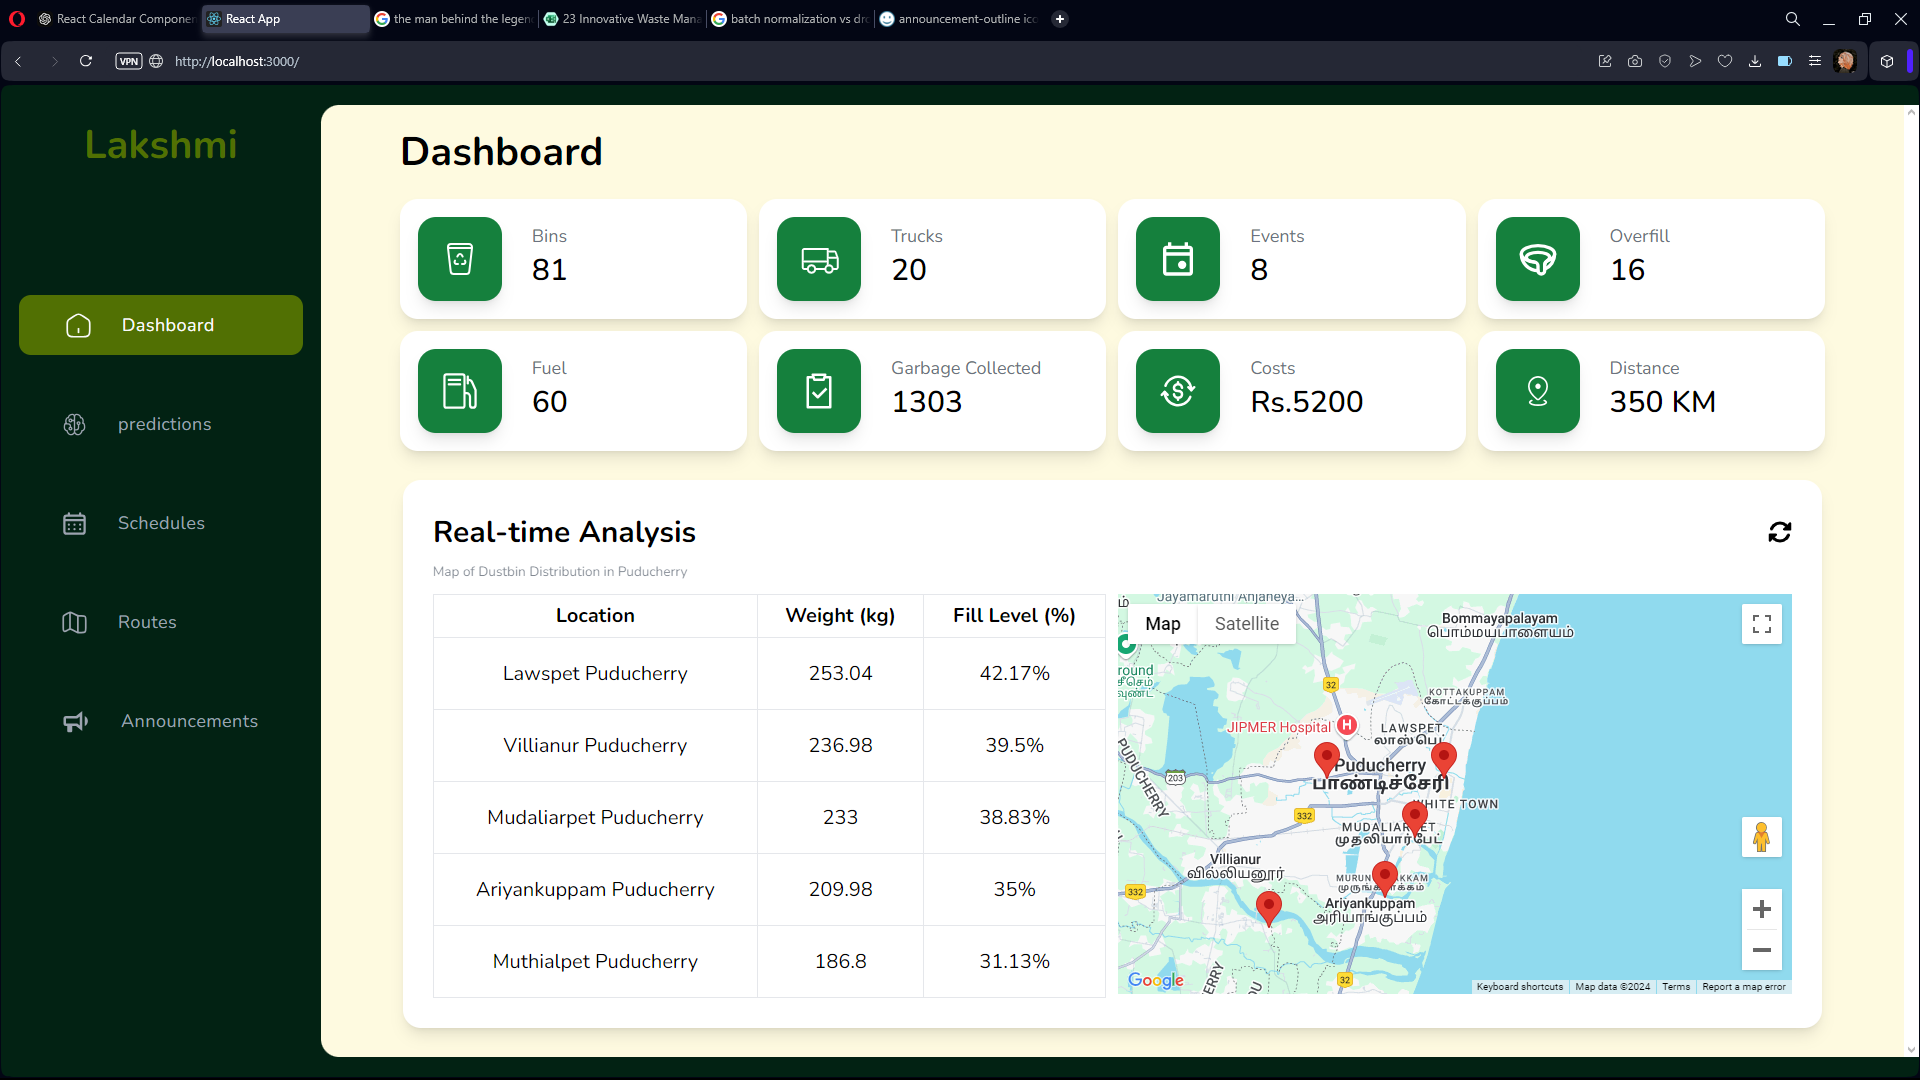 React Calendar Componen
React App
the man behind the legen
23 Innovative Waste Mana
batch normalization vs dro
announcement-outline ico
VPN
http://localhost:3000/
Lakshmi
Dashboard
predictions
Schedules
Routes
Announcements
Dashboard
Bins
81
Trucks
20
Events
8
Overfill
16
Fuel
60
Garbage Collected
1303
Costs
Rs.5200
Distance
350 KM
Real-time Analysis
Map of Dustbin Distribution in Puducherry
Location Weight (kg) Fill Level (%)
Lawspet Puducherry 253.04 42.17%
Villianur Puducherry 236.98 39.5%
Mudaliarpet Puducherry 233 38.83%
Ariyankuppam Puducherry 209.98 35%
Muthialpet Puducherry 186.8 31.13%
Map Satellite
Bommayapalayam
பொம்மயபாளையம்
round
32
KOTTAKUPPAM
கோட்டக்குப்பம்
JIPMER Hospital
H
LAWSPET
லாஸ்பெட்
PUDUCHERRY
203
Puducherry
பாண்டிச்சேரி
WHITE TOWN
332
MUDALIARPET
முதலியார்பேட்
Villianur
வில்லியனூர்
332
Ariyankuppam
அரியாங்குப்பம்
32
Google
Keyboard shortcuts Map data ©2024 Terms Report a map error